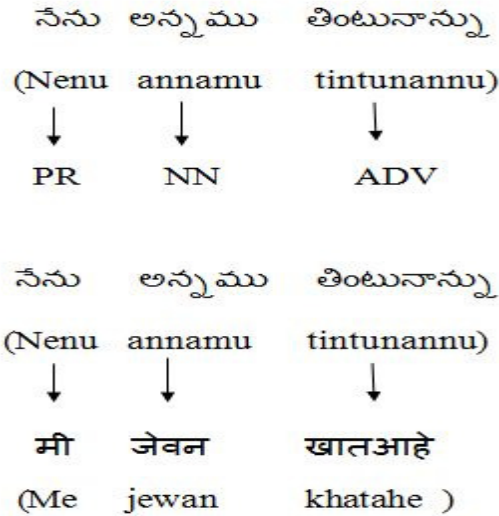 నేను అన్నము తింటునాన్ను
(Nenu annamu tintunannu)
PR NN ADV
నేను అన్నము తింటునాన్ను
(Nenu annamu tintunannu)
मी जेवन खातआहे
(Me jewan khatahe )